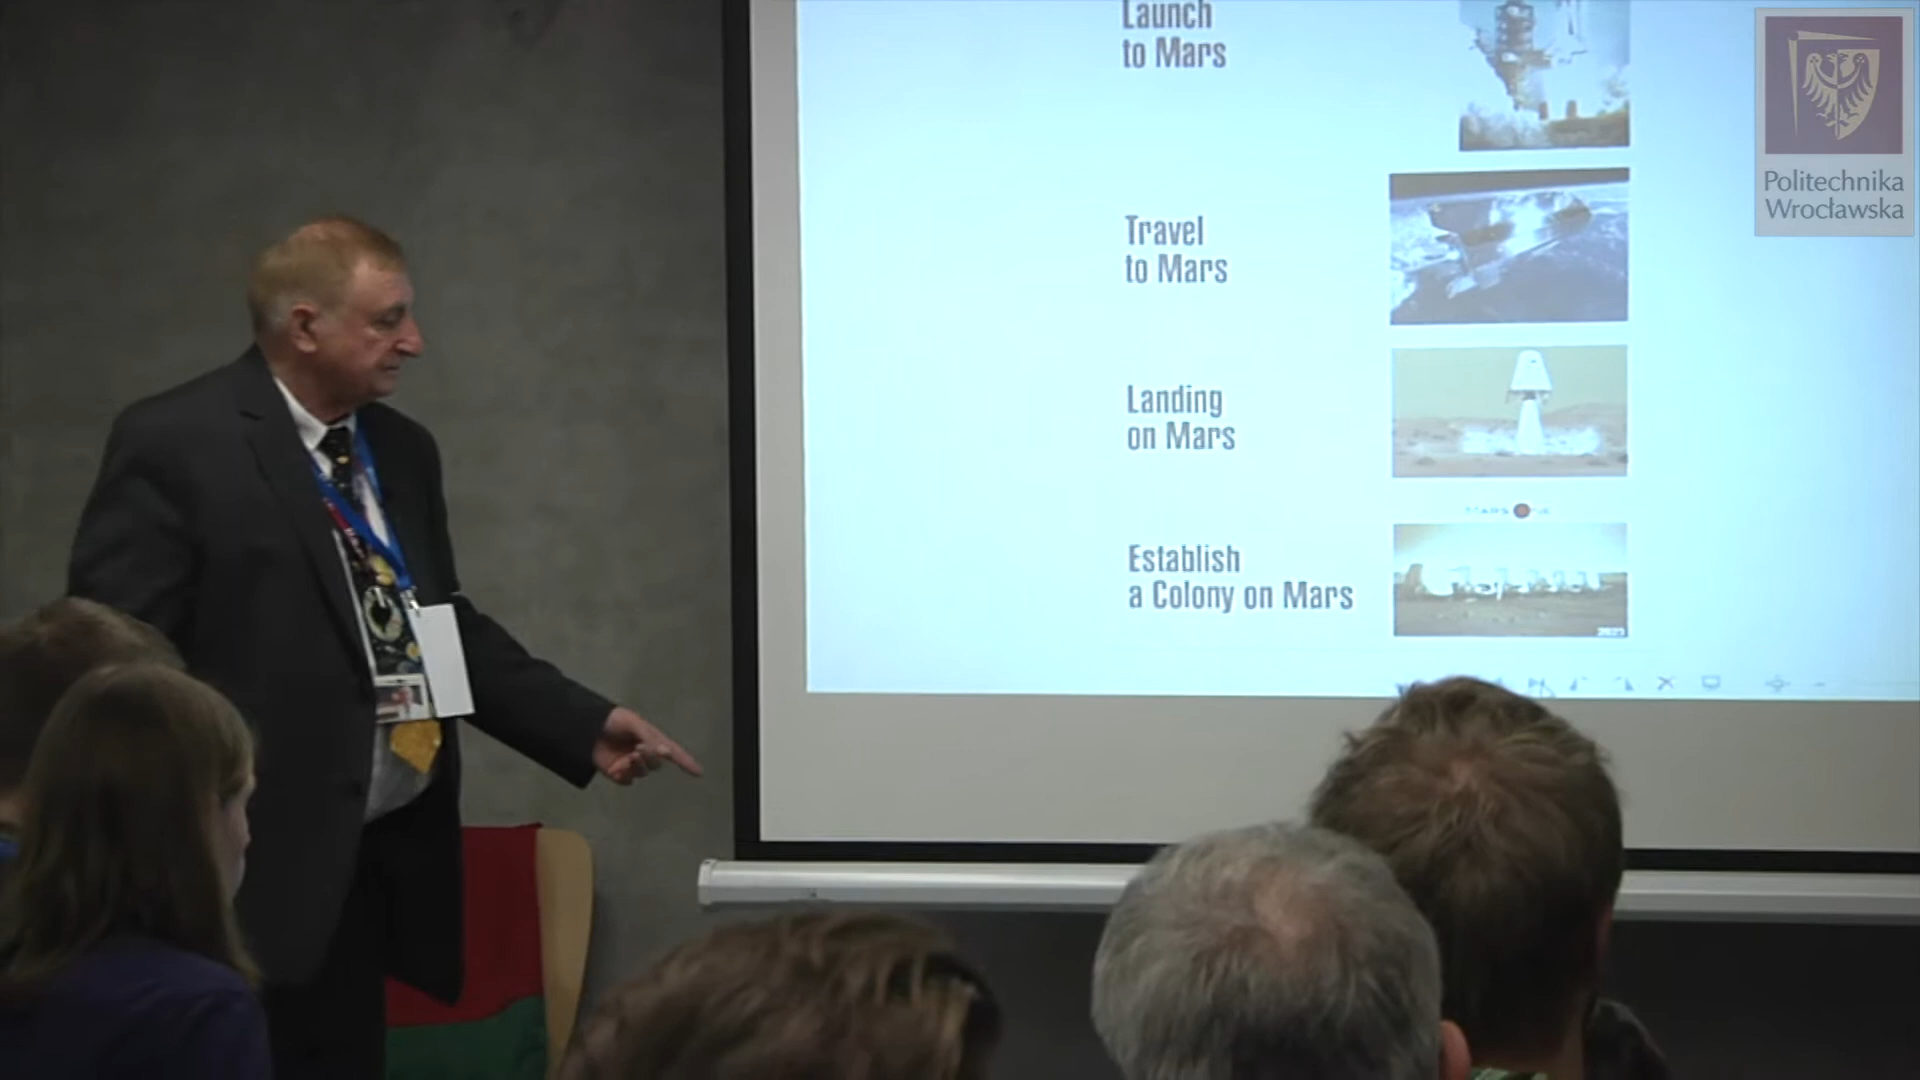 Launch
to Mars
Travel
to Mars
Landing
on Mars
Establish
a Colony on Mars
Politechnika
Wrocławska